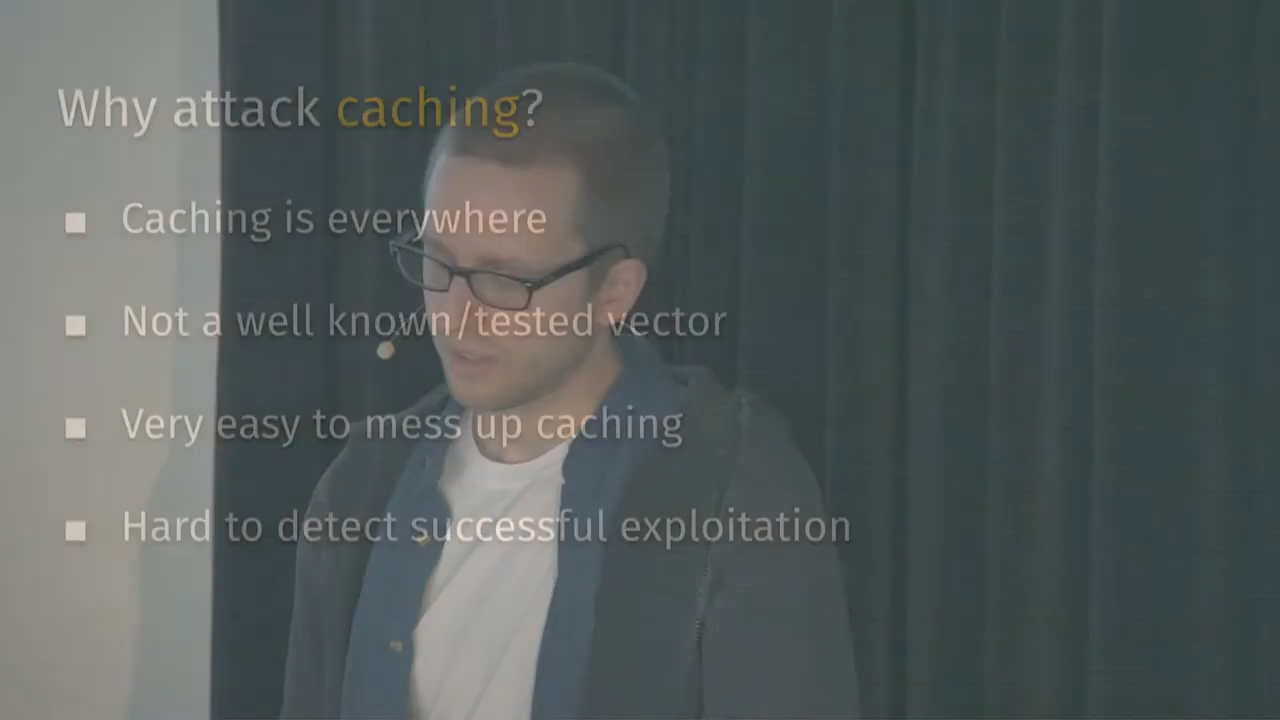 Why attack caching?
Caching is everywhere
Not a well known/tested vector
Very easy to mess up caching
Hard to detect successful exploitation